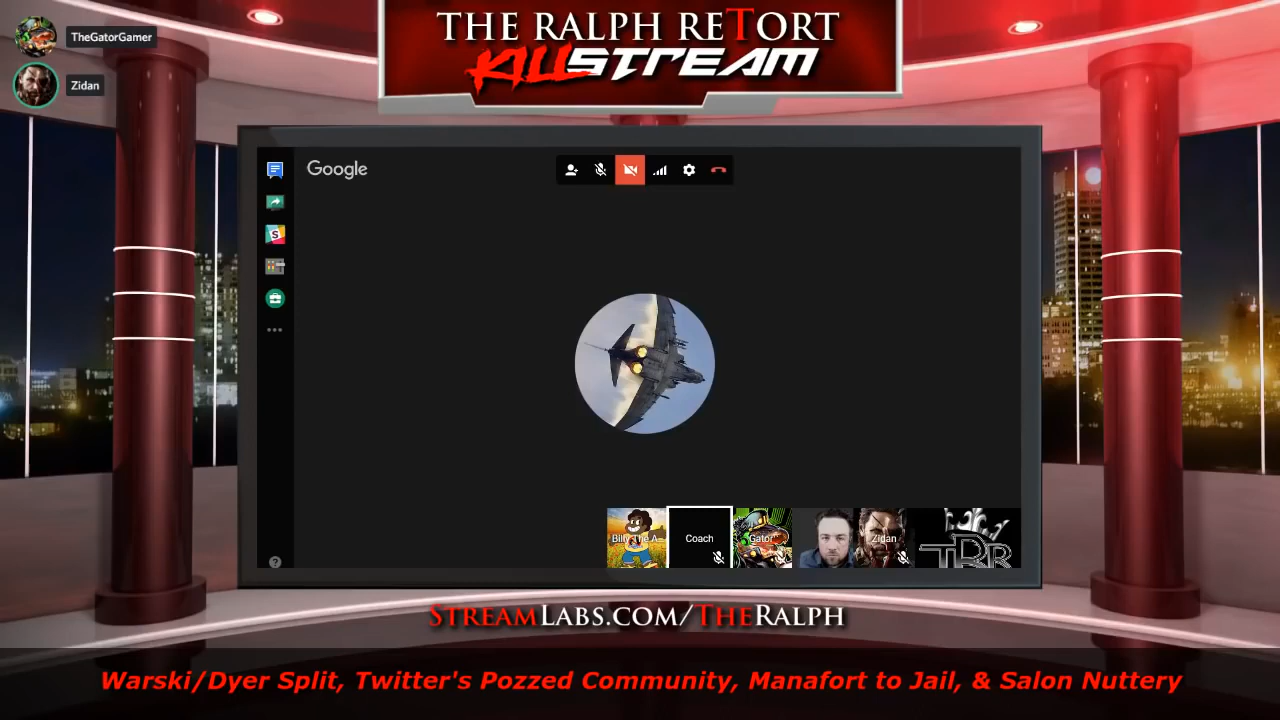 TheGatorGamer
Zidan
THE RALPH RETORT
KILLSTREAM
Google
Billy The A
Coach
Gator
Zidan
TRR
STREAMLABS.COM/THERALPH
Warski/Dyer Split, Twitter's Pozzed Community, Manafort to Jail, & Salon Nuttery